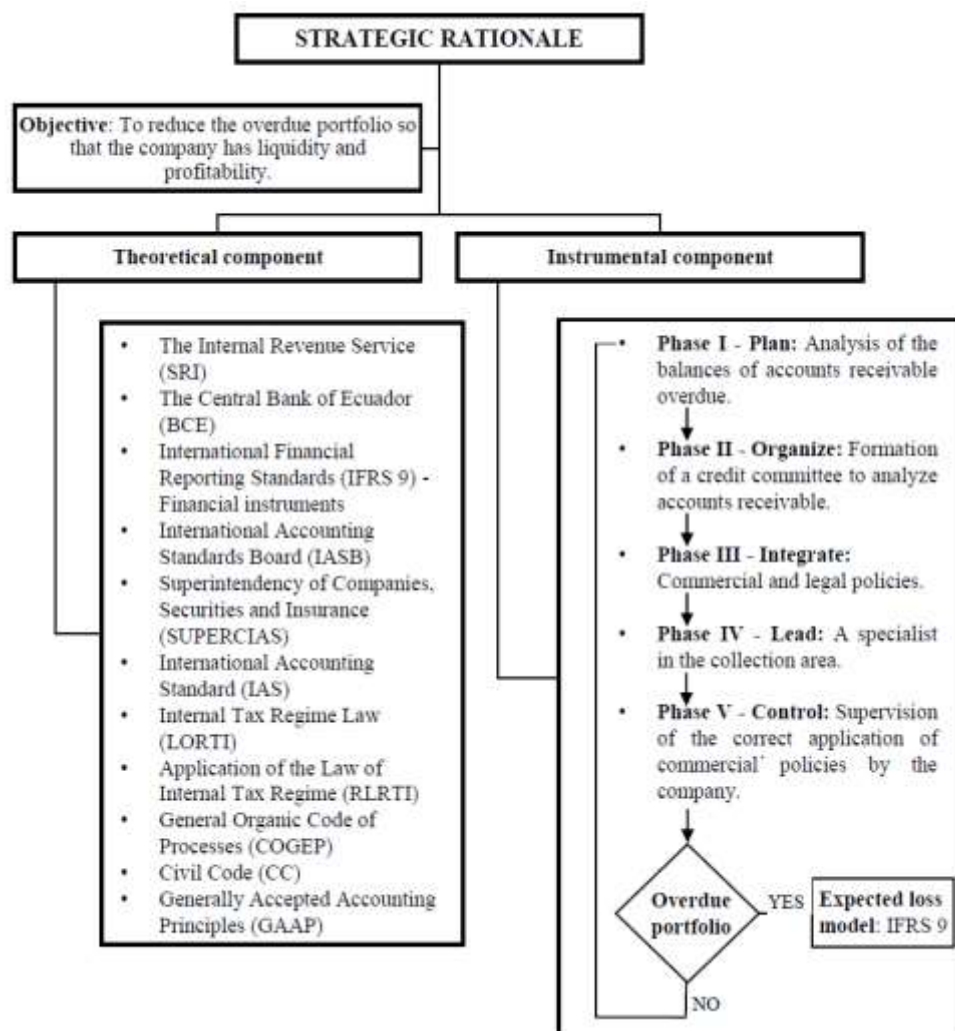 STRATEGIC RATIONALE
Objective: To reduce the overdue portfolio so
that the company has liquidity and
profitability.
Theoretical component
Instrumental component
• The Internal Revenue Service
(SRI)
• The Central Bank of Ecuador
(BCE)
• International Financial
Reporting Standards (IFRS 9) -
Financial instruments
• International Accounting
Standards Board (IASB)
• Superintendency of Companies,
Securities and Insurance
(SUPERCIAS)
• International Accounting
Standard (IAS)
• Internal Tax Regime Law
(LORTI)
• Application of the Law of
Internal Tax Regime (RLRTI)
• General Organic Code of
Processes (COGEP)
• Civil Code (CC)
• Generally Accepted Accounting
Principles (GAAP)
• Phase I - Plan: Analysis of the
balances of accounts receivable
overdue.
• Phase II - Organize: Formation
of a credit committee to analyze
accounts receivable.
• Phase III - Integrate:
Commercial and legal policies.
• Phase IV - Lead: A specialist
in the collection area.
• Phase V - Control: Supervision
of the correct application of
commercial´ policies by the
company.
Overdue
portfolio
YES
Expected loss
model: IFRS 9
NO